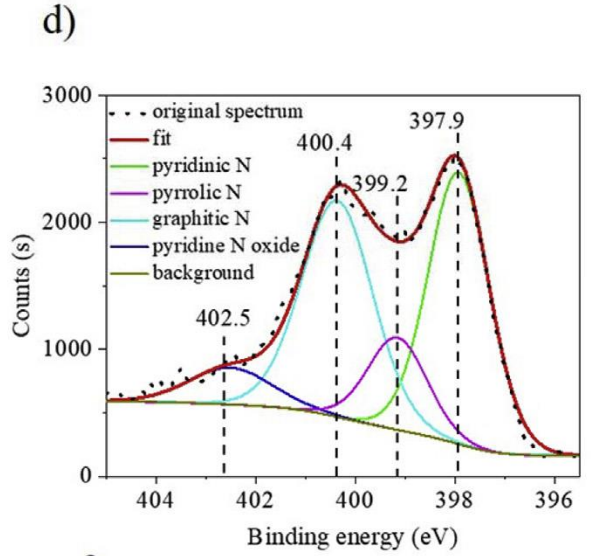 d)
3000
original spectrum
fit
pyridinic N
pyrrolic N
graphitic N
pyridine N oxide
background
397.9
400.4
399.2
2000
402.5
1000
0
Counts (s)
404 402 400 398 396
Binding energy (eV)